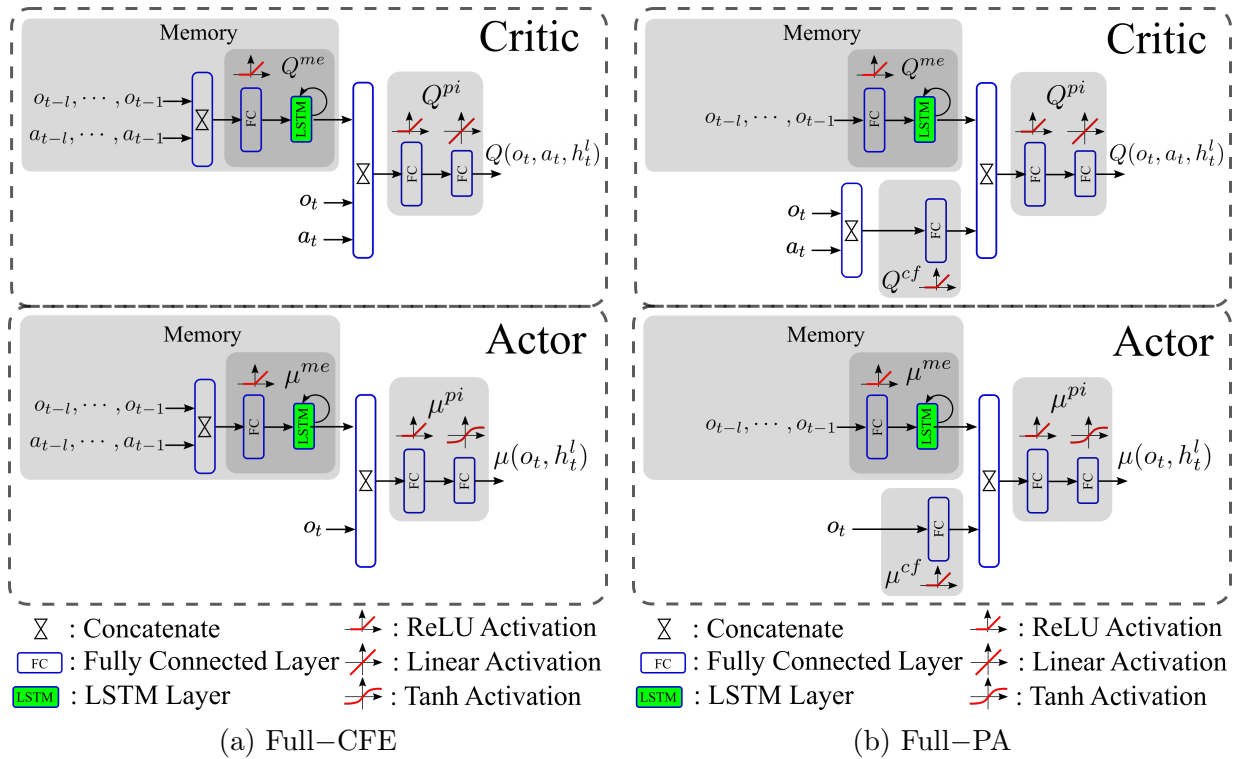 Memory
Critic
Q^{me}
o_{t-l}, ⋯ , o_{t-1}
a_{t-l}, ⋯ , a_{t-1}
FC
LSTM
Q^{pi}
FC
FC
Q(o_t, a_t, h_t^l)
o_t
a_t
Memory
Actor
μ^{me}
o_{t-l}, ⋯ , o_{t-1}
a_{t-l}, ⋯ , a_{t-1}
FC
LSTM
μ^{pi}
FC
FC
μ(o_t, h_t^l)
o_t
: Concatenate
: ReLU Activation
FC : Fully Connected Layer
: Linear Activation
LSTM : LSTM Layer
: Tanh Activation
(a) Full−CFE
Memory
Critic
Q^{me}
o_{t-l}, ⋯ , o_{t-1}
FC
LSTM
Q^{pi}
FC
FC
Q(o_t, a_t, h_t^l)
o_t
a_t
FC
Q^{cf}
Memory
Actor
μ^{me}
o_{t-l}, ⋯ , o_{t-1}
FC
LSTM
μ^{pi}
FC
FC
μ(o_t, h_t^l)
o_t
FC
μ^{cf}
: Concatenate
: ReLU Activation
FC : Fully Connected Layer
: Linear Activation
LSTM : LSTM Layer
: Tanh Activation
(b) Full−PA